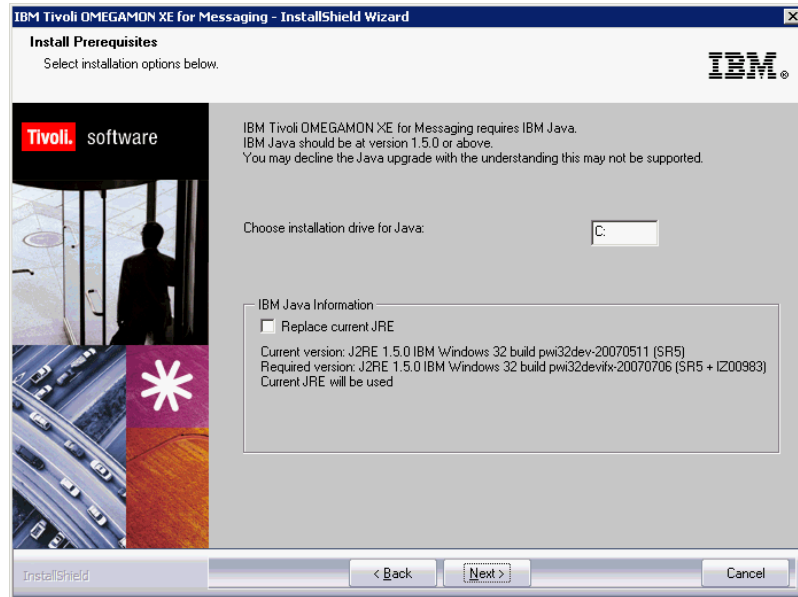 IBM Tivoli OMEGAMON XE for Messaging - InstallShield Wizard
Install Prerequisites
Select installation options below.
IBM®
Tivoli. software
IBM Tivoli OMEGAMON XE for Messaging requires IBM Java.
IBM Java should be at version 1.5.0 or above.
You may decline the Java upgrade with the understanding this may not be supported.
Choose installation drive for Java:
C:
IBM Java Information
Replace current JRE
Current version: J2RE 1.5.0 IBM Windows 32 build pwi32dev-20070511 (SR5)
Required version: J2RE 1.5.0 IBM Windows 32 build pwi32devifx-20070706 (SR5 + IZ00983)
Current JRE will be used
InstallShield
< Back
Next >
Cancel